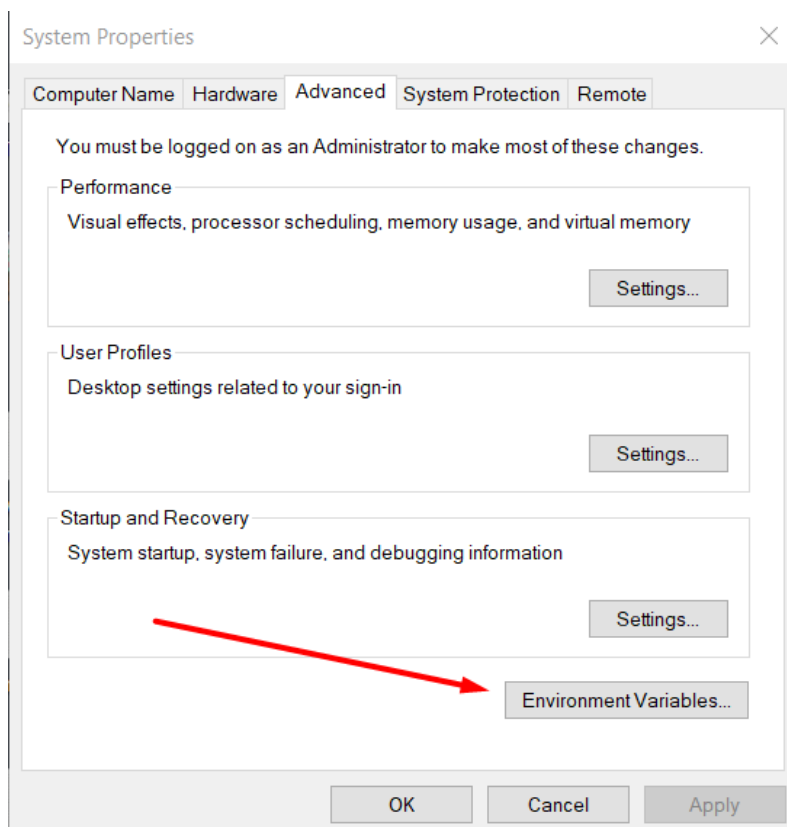 System Properties
Computer Name Hardware Advanced System Protection Remote
You must be logged on as an Administrator to make most of these changes.
Performance
Visual effects, processor scheduling, memory usage, and virtual memory
Settings...
User Profiles
Desktop settings related to your sign-in
Settings...
Startup and Recovery
System startup, system failure, and debugging information
Settings...
Environment Variables...
OK Cancel Apply